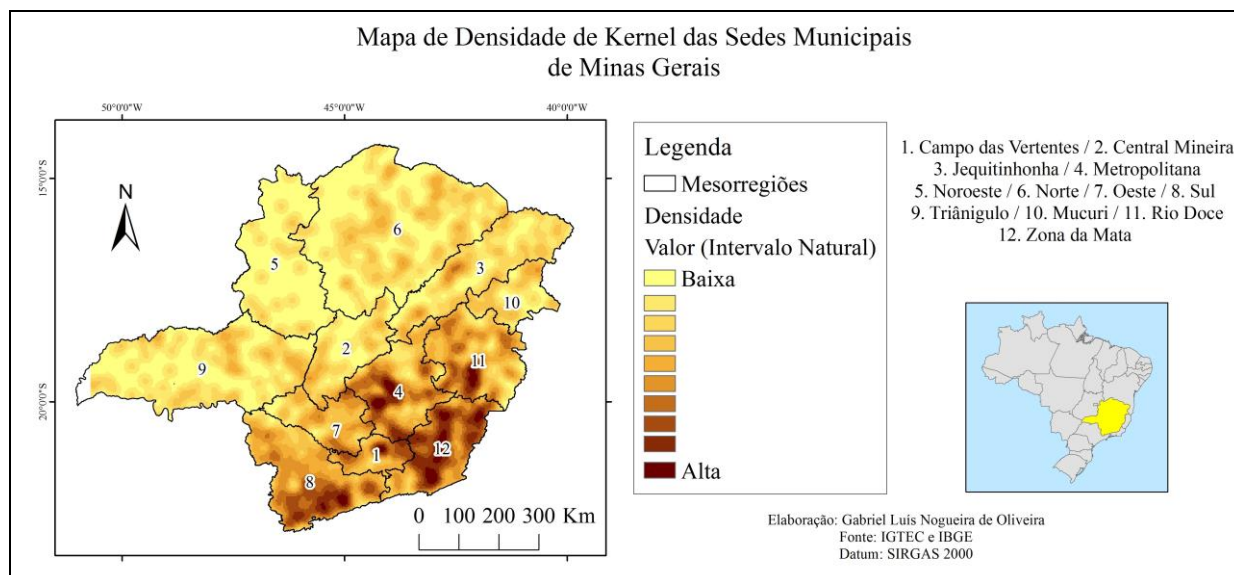 Mapa de Densidade de Kernel das Sedes Municipais
de Minas Gerais
50°0'0"W
45°0'0"W
40°0'0"W
15°0'0"S
20°0'0"S
N
1
2
3
4
5
6
7
8
9
10
11
12
0 100 200 300 Km
Legenda
Mesorregiões
Densidade
Valor (Intervalo Natural)
Baixa
Alta
1. Campo das Vertentes / 2. Central Mineira
3. Jequitinhonha / 4. Metropolitana
5. Noroeste / 6. Norte / 7. Oeste / 8. Sul
9. Triânigulo / 10. Mucuri / 11. Rio Doce
12. Zona da Mata
Elaboração: Gabriel Luís Nogueira de Oliveira
Fonte: IGTEC e IBGE
Datum: SIRGAS 2000